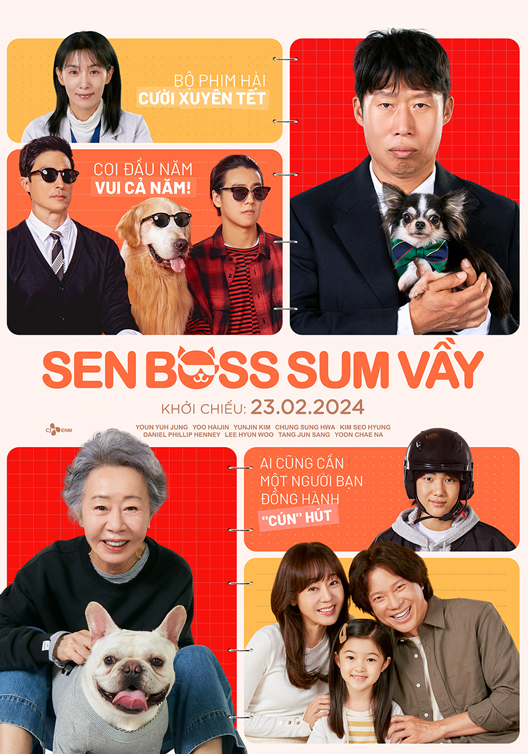 BỘ PHIM HÀI
CƯỜI XUYÊN TẾT
COI ĐẦU NĂM
VUI CẢ NĂM!
SEN BOSS SUM VẦY
KHỞI CHIẾU: 23.02.2024
CJ ENM
YOUN YUH JUNG YOO HAIJIN YUNJIN KIM CHUNG SUNG HWA KIM SEO HYUNG
DANIEL PHILLIP HENNEY LEE HYUN WOO TANG JUN SANG YOON CHAE NA
AI CŨNG CẦN
MỘT NGƯỜI BẠN
ĐỒNG HÀNH
"CÚN" HÚT